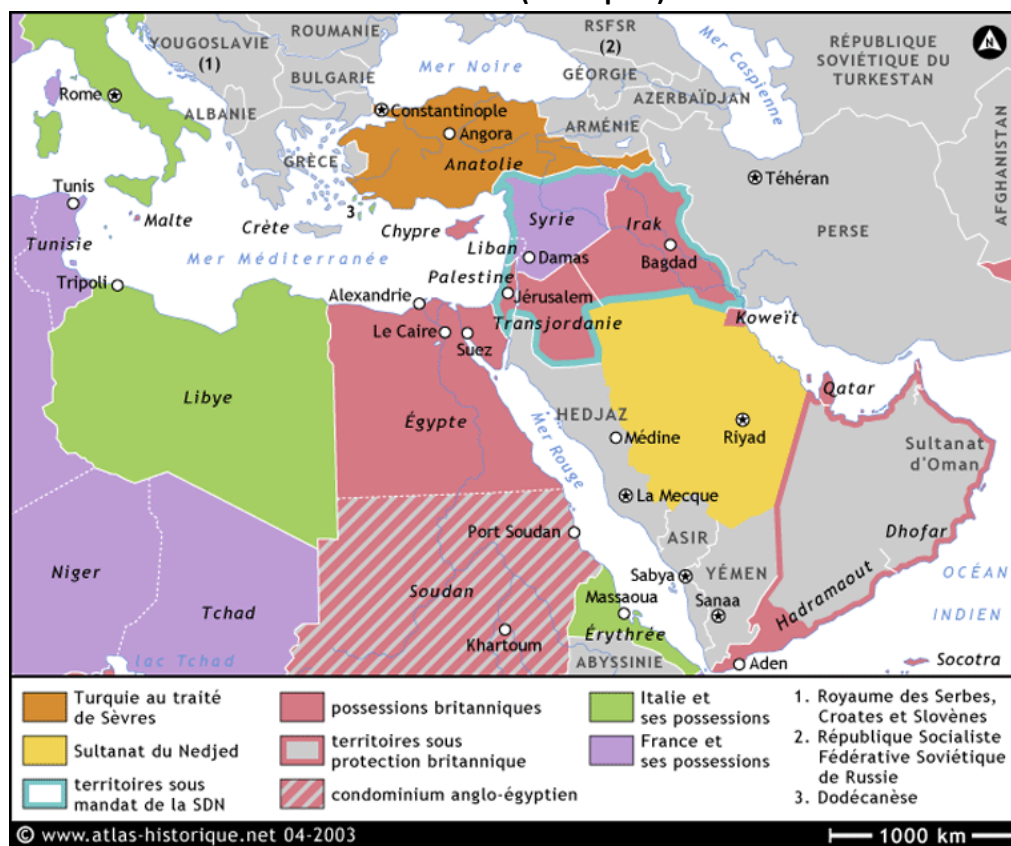 YOUGOSLAVIE
(1)
ROUMANIE
RSFSR
(2)
Mer Caspienne
RÉPUBLIQUE
SOVIÉTIQUE DU
TURKESTAN
N
BULGARIE
Mer Noire
GÉORGIE
Rome
ALBANIE
Constantinople
AZERBAÏDJAN
Angora
ARMÉNIE
AFGHANISTAN
GRÈCE
Anatolie
Téhéran
Tunis
3
Malte
Crète
Chypre
Syrie
Irak
PERSE
Tunisie
Mer Méditerranée
Liban
Damas
Bagdad
Palestine
Tripoli
Alexandrie
Jérusalem
Transjordanie
Koweït
Le Caire
Suez
Libye
Égypte
HEDJAZ
Qatar
Mer Rouge
Médine
Riyad
Sultanat
d'Oman
La Mecque
Port Soudan
ASIR
Dhofar
Niger
Soudan
Sabya
YÉMEN
OCÉAN
INDIEN
Tchad
Massaoua
Sanaa
Hadramaout
Érythrée
Khartoum
lac Tchad
ABYSSINIE
Aden
Socotra
Turquie au traité
de Sèvres
Sultanat du Nedjed
territoires sous
mandat de la SDN
possessions britanniques
territoires sous
protection britannique
condominium anglo-égyptien
Italie et
ses possessions
France et
ses possessions
1. Royaume des Serbes,
Croates et Slovènes
2. République Socialiste
Fédérative Soviétique
de Russie
3. Dodécanèse
© www.atlas-historique.net 04-2003
1000 km